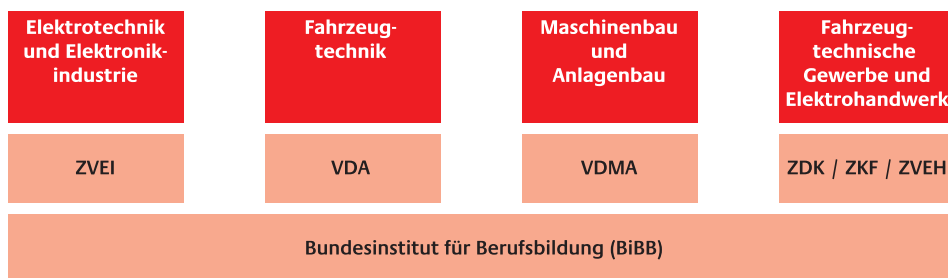 Elektrotechnik
und Elektronik-
industrie
Fahrzeug-
technik
Maschinenbau
und
Anlagenbau
Fahrzeug-
technische
Gewerbe und
Elektrohandwerk
ZVEI
VDA
VDMA
ZDK / ZKF / ZVEH
Bundesinstitut für Berufsbildung (BiBB)